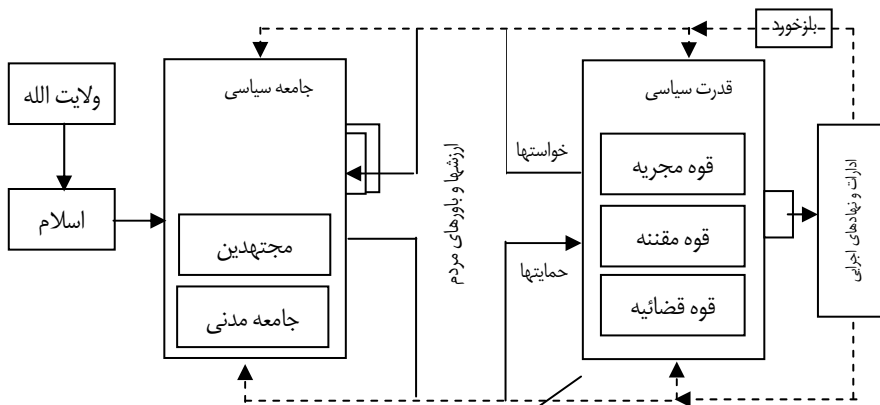 بلزخورد
ولایت الله
جامعه سیاسی
قدرت سیاسی
ارزشها و باورهای مردم
خواستها
قوه مجریه
ادارات و نهادهای اجرایی
اسلام
مجتهدین
قوه مقننه
حمایتها
جامعه مدنی
قوه قضائیه